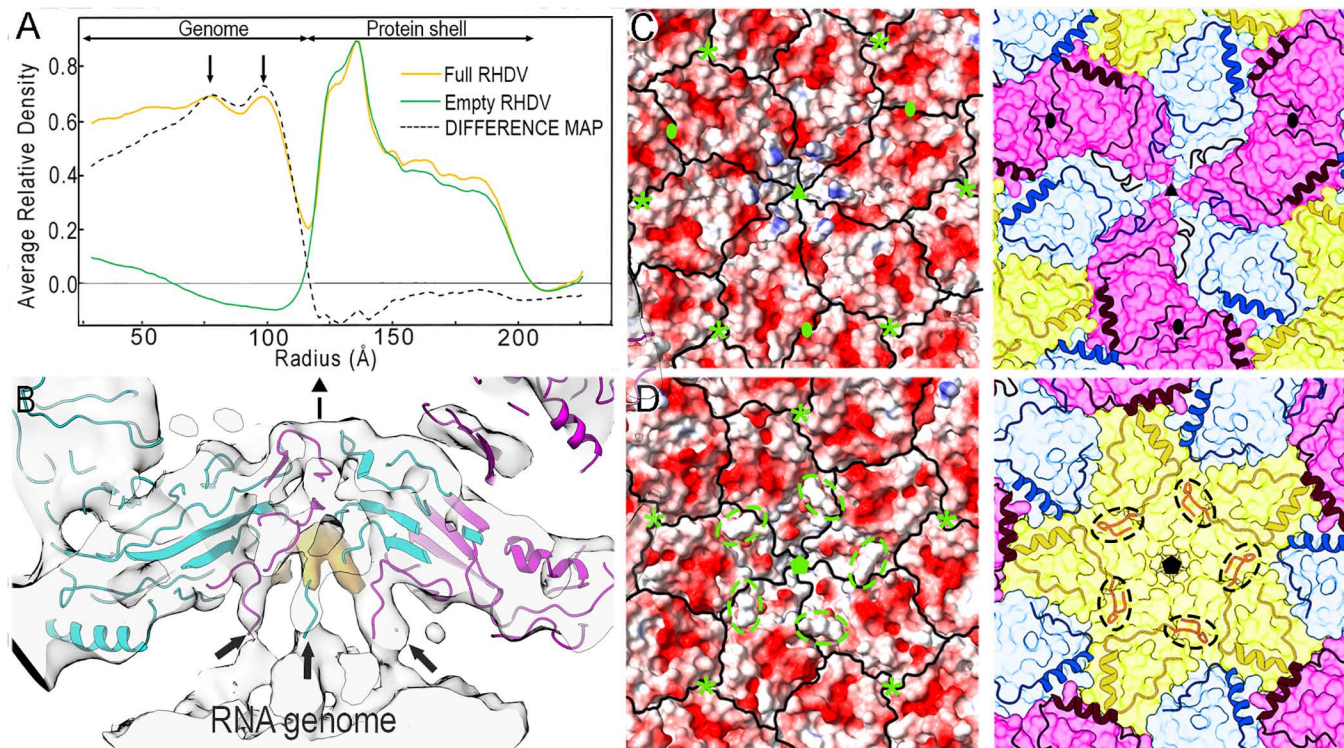 A
Genome
Protein shell
0.8
0.6
0.4
0.2
0.0
Average Relative Density
Full RHDV
Empty RHDV
DIFFERENCE MAP
50
100
150
200
Radius (Å)
B
RNA genome
C
D